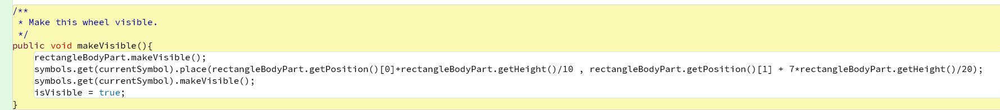 /**
 * Make this wheel visible.
 */
public void makeVisible(){
    rectangleBodyPart.makeVisible();
    symbols.get(currentSymbol).place(rectangleBodyPart.getPosition()[0]+rectangleBodyPart.getHeight()/10 , rectangleBodyPart.getPosition()[1] + 7*rectangleBodyPart.getHeight()/20);
    symbols.get(currentSymbol).makeVisible();
    isVisible = true;
}